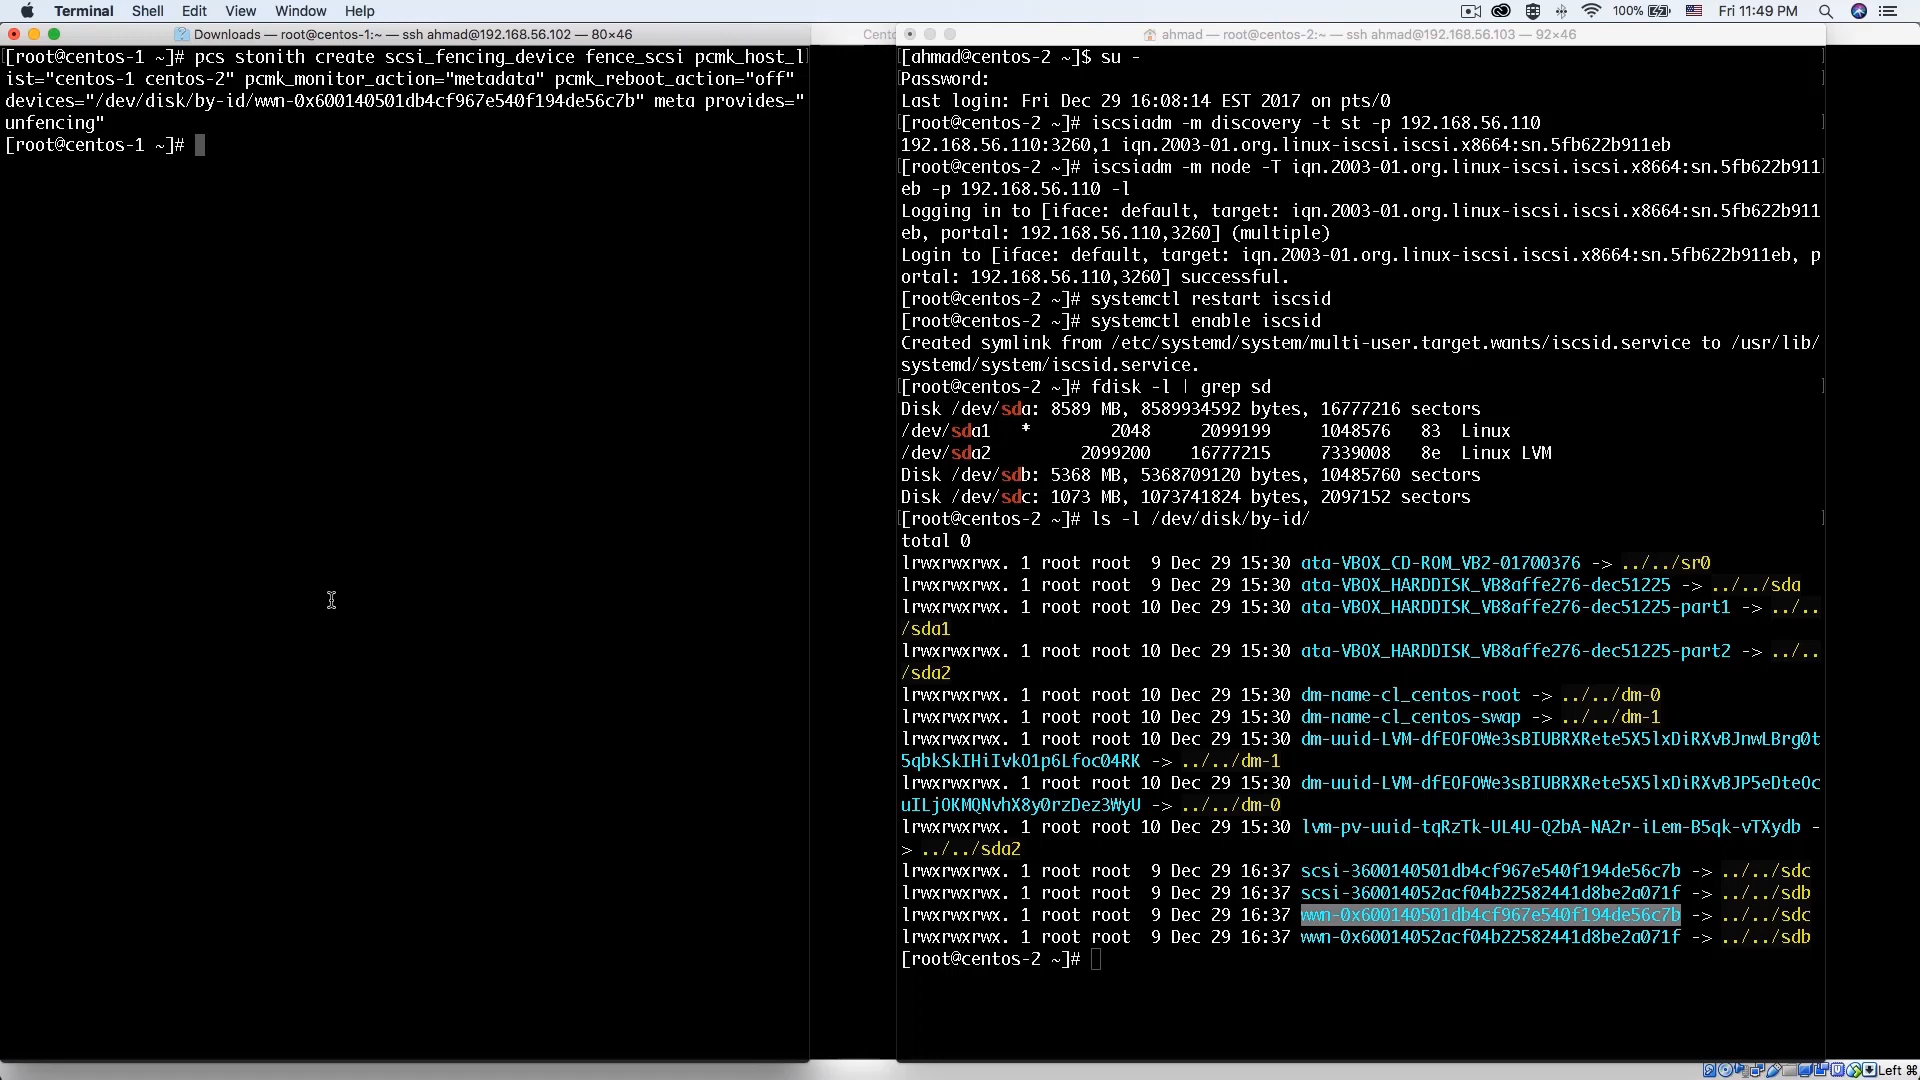 Terminal Shell Edit View Window Help 100% Fri 11:49 PM
Downloads — root@centos-1:~ — ssh ahmad@192.168.56.102 — 80×46
[root@centos-1 ~]# pcs stonith create scsi_fencing_device fence_scsi pcmk_host_l
ist="centos-1 centos-2" pcmk_monitor_action="metadata" pcmk_reboot_action="off"
devices="/dev/disk/by-id/wwn-0x600140501db4cf967e540f194de56c7b" meta provides="
unfencing"
[root@centos-1 ~]#
Cento
ahmad — root@centos-2:~ — ssh ahmad@192.168.56.103 — 92×46
[ahmad@centos-2 ~]$ su -
Password:
Last login: Fri Dec 29 16:08:14 EST 2017 on pts/0
[root@centos-2 ~]# iscsiadm -m discovery -t st -p 192.168.56.110
192.168.56.110:3260,1 iqn.2003-01.org.linux-iscsi.iscsi.x8664:sn.5fb622b911eb
[root@centos-2 ~]# iscsiadm -m node -T iqn.2003-01.org.linux-iscsi.iscsi.x8664:sn.5fb622b911
eb -p 192.168.56.110 -l
Logging in to [iface: default, target: iqn.2003-01.org.linux-iscsi.iscsi.x8664:sn.5fb622b911
eb, portal: 192.168.56.110,3260] (multiple)
Login to [iface: default, target: iqn.2003-01.org.linux-iscsi.iscsi.x8664:sn.5fb622b911eb, p
ortal: 192.168.56.110,3260] successful.
[root@centos-2 ~]# systemctl restart iscsid
[root@centos-2 ~]# systemctl enable iscsid
Created symlink from /etc/systemd/system/multi-user.target.wants/iscsid.service to /usr/lib/
systemd/system/iscsid.service.
[root@centos-2 ~]# fdisk -l | grep sd
Disk /dev/sda: 8589 MB, 8589934592 bytes, 16777216 sectors
/dev/sda1 * 2048 2099199 1048576 83 Linux
/dev/sda2 2099200 16777215 7339008 8e Linux LVM
Disk /dev/sdb: 5368 MB, 5368709120 bytes, 10485760 sectors
Disk /dev/sdc: 1073 MB, 1073741824 bytes, 2097152 sectors
[root@centos-2 ~]# ls -l /dev/disk/by-id/
total 0
lrwxrwxrwx. 1 root root 9 Dec 29 15:30 ata-VBOX_CD-ROM_VB2-01700376 -> ../../sr0
lrwxrwxrwx. 1 root root 9 Dec 29 15:30 ata-VBOX_HARDDISK_VB8affe276-dec51225 -> ../../sda
lrwxrwxrwx. 1 root root 10 Dec 29 15:30 ata-VBOX_HARDDISK_VB8affe276-dec51225-part1 -> ../..
/sda1
lrwxrwxrwx. 1 root root 10 Dec 29 15:30 ata-VBOX_HARDDISK_VB8affe276-dec51225-part2 -> ../..
/sda2
lrwxrwxrwx. 1 root root 10 Dec 29 15:30 dm-name-cl_centos-root -> ../../dm-0
lrwxrwxrwx. 1 root root 10 Dec 29 15:30 dm-name-cl_centos-swap -> ../../dm-1
lrwxrwxrwx. 1 root root 10 Dec 29 15:30 dm-uuid-LVM-dfEOFOWe3sBIUBRXRete5X5lxDiRXvBJnwLBrg0t
5qbkSkIHiIvkO1p6Lfoc04RK -> ../../dm-1
lrwxrwxrwx. 1 root root 10 Dec 29 15:30 dm-uuid-LVM-dfEOFOWe3sBIUBRXRete5X5lxDiRXvBJP5eDteOc
uILjOKMQNvhX8y0rzDez3WyU -> ../../dm-0
lrwxrwxrwx. 1 root root 10 Dec 29 15:30 lvm-pv-uuid-tqRzTk-UL4U-Q2bA-NA2r-iLem-B5qk-vTXydb -
> ../../sda2
lrwxrwxrwx. 1 root root 9 Dec 29 16:37 scsi-3600140501db4cf967e540f194de56c7b -> ../../sdc
lrwxrwxrwx. 1 root root 9 Dec 29 16:37 scsi-360014052acf04b22582441d8be2a071f -> ../../sdb
lrwxrwxrwx. 1 root root 9 Dec 29 16:37 wwn-0x600140501db4cf967e540f194de56c7b -> ../../sdc
lrwxrwxrwx. 1 root root 9 Dec 29 16:37 wwn-0x60014052acf04b22582441d8be2a071f -> ../../sdb
[root@centos-2 ~]#
Left ⌘